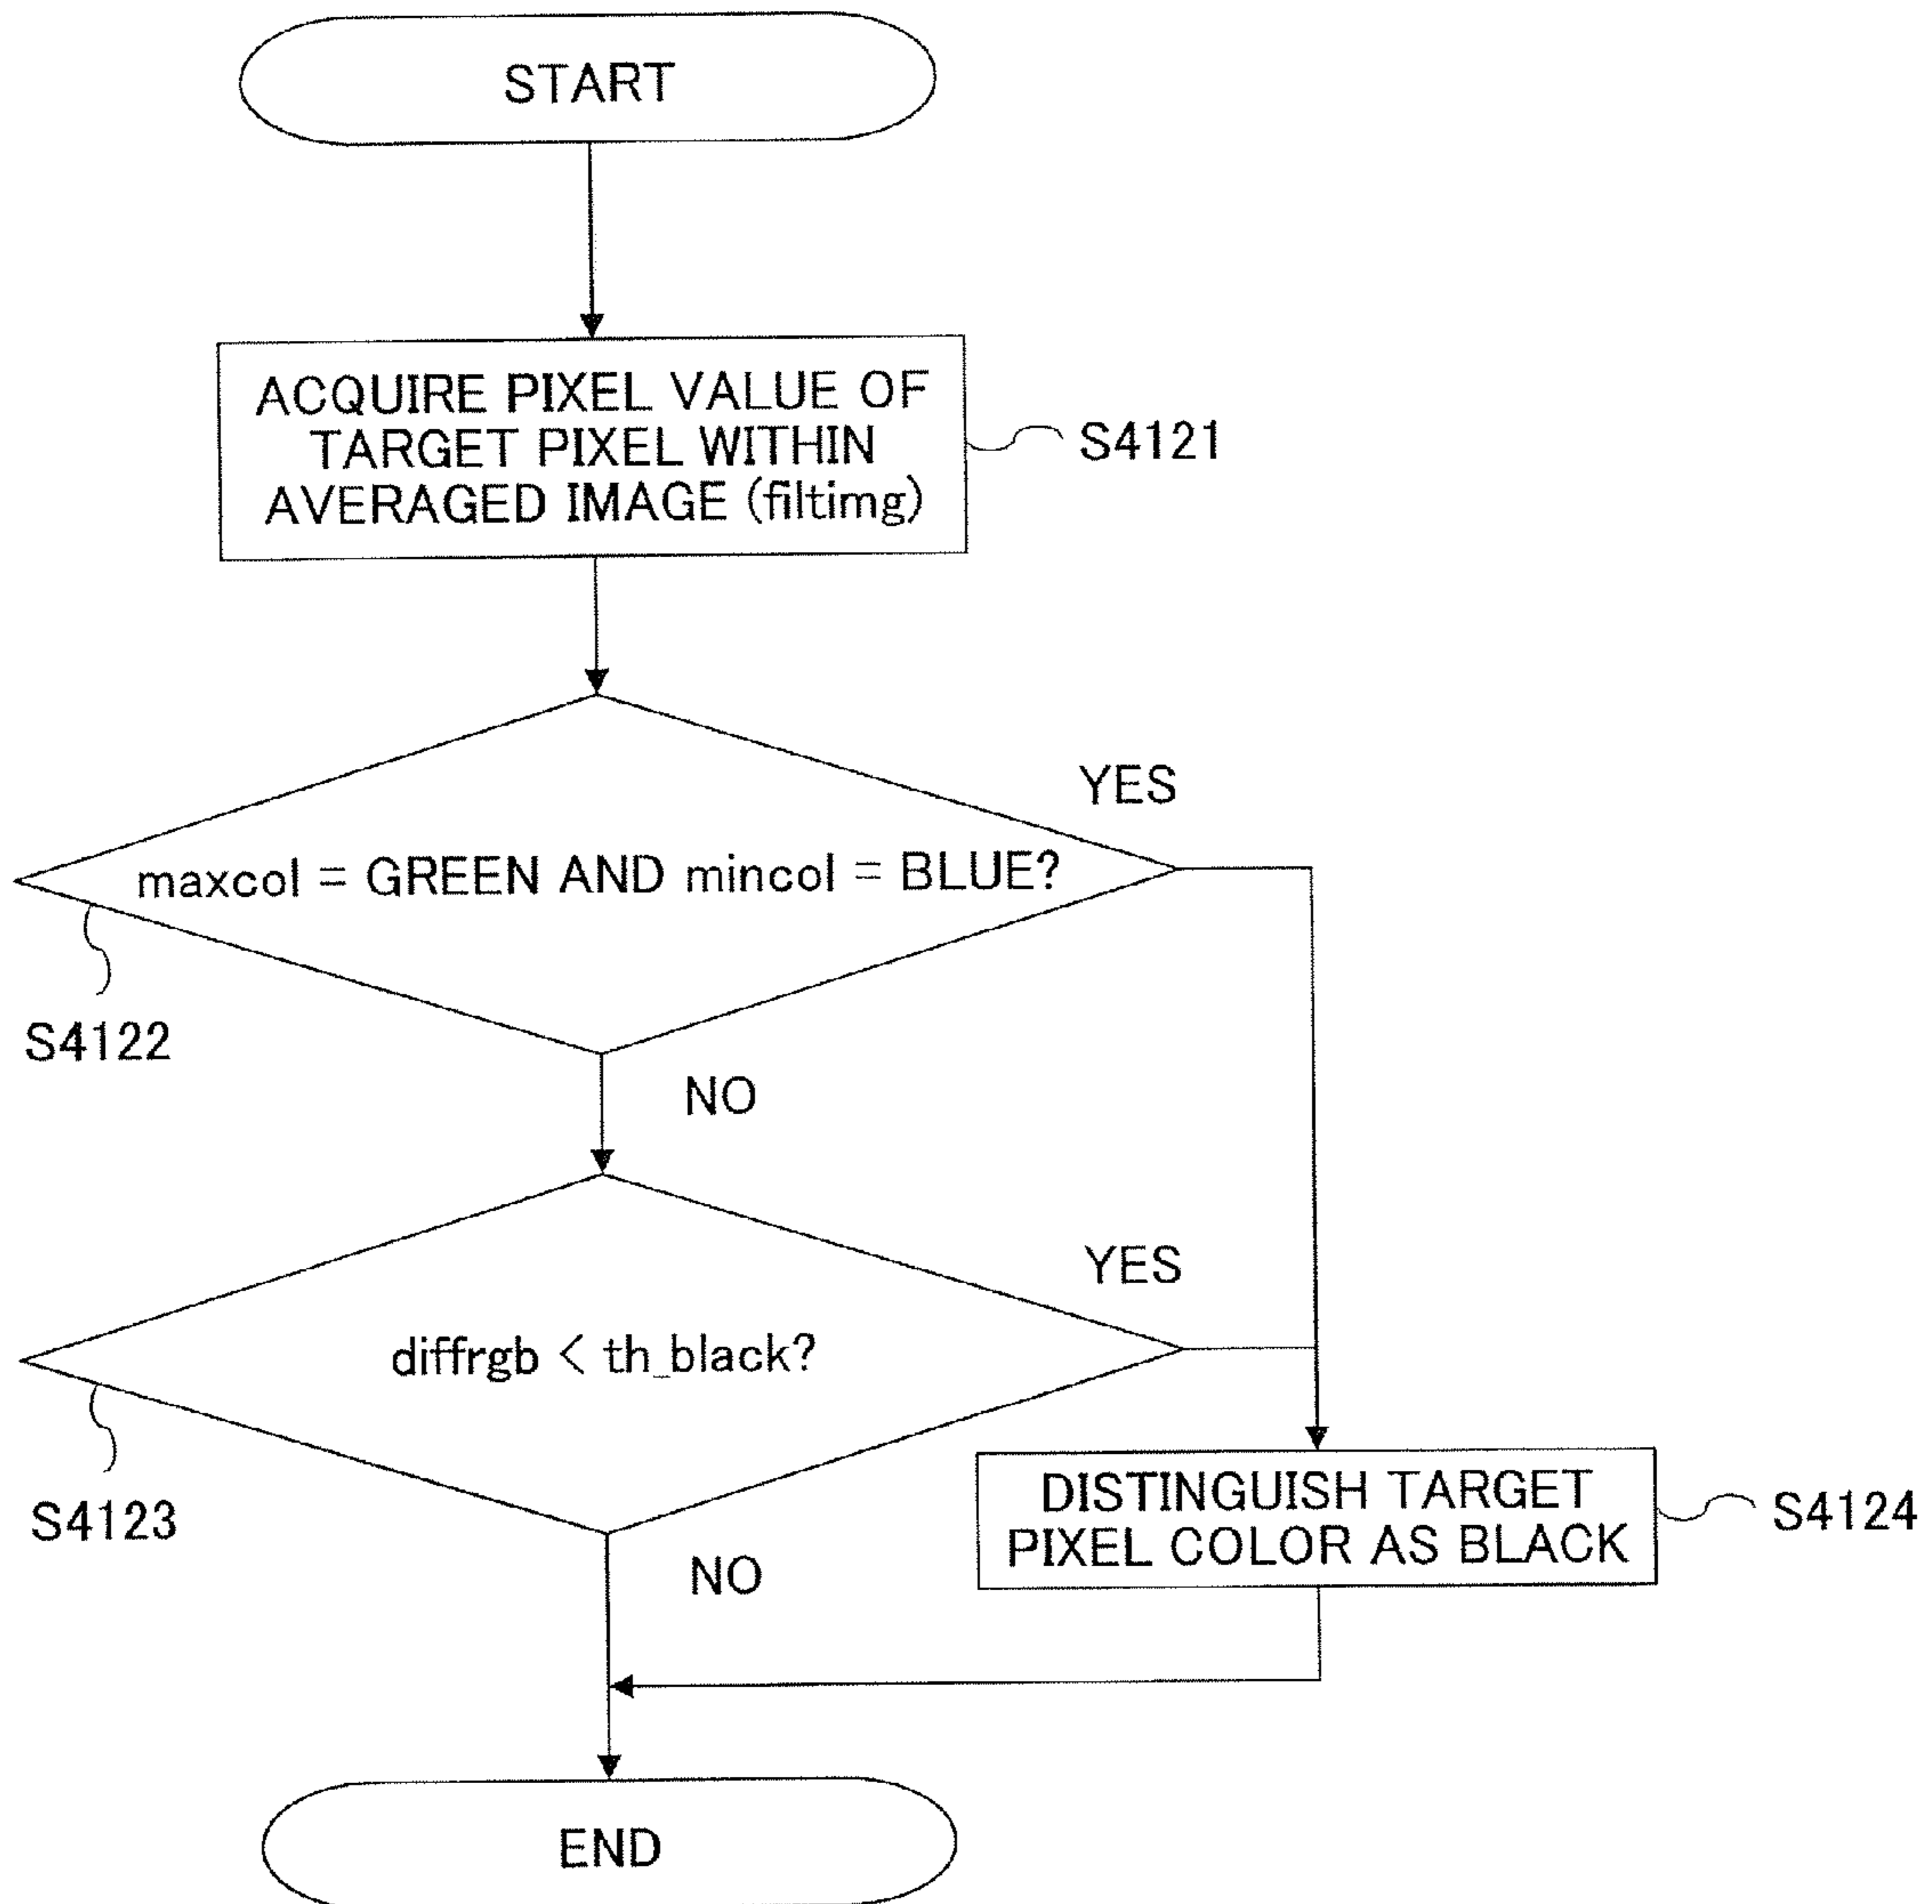 START
ACQUIRE PIXEL VALUE OF
TARGET PIXEL WITHIN
AVERAGED IMAGE (filtimg)
S4121
YES
maxcol = GREEN AND mincol = BLUE?
S4122
NO
YES
diffrgb < th_black?
S4123
NO
DISTINGUISH TARGET
PIXEL COLOR AS BLACK
S4124
END